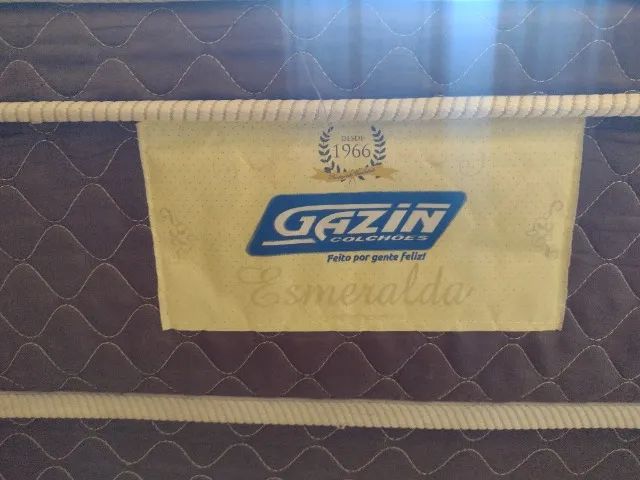 DESDE
1966
GAZIN
COLCHÕES
Feito por gente feliz!
Esmeralda